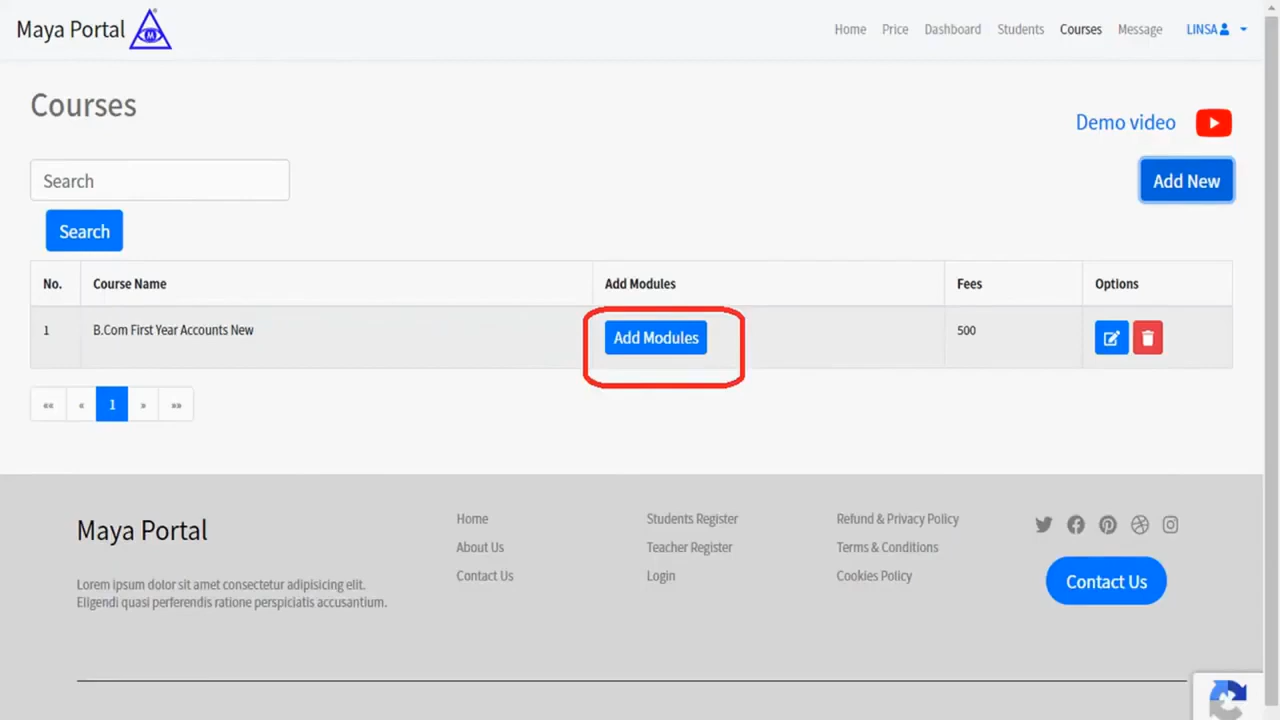 Maya Portal
Home Price Dashboard Students Courses Message LINSA
Courses
Demo video
Search
Add New
Search
No. Course Name Add Modules Fees Options
1 B.Com First Year Accounts New Add Modules 500
«« « 1 » »»
Maya Portal
Lorem ipsum dolor sit amet consectetur adipisicing elit.
Eligendi quasi perferendis ratione perspiciatis accusantium.
Home
About Us
Contact Us
Students Register
Teacher Register
Login
Refund & Privacy Policy
Terms & Conditions
Cookies Policy
Contact Us